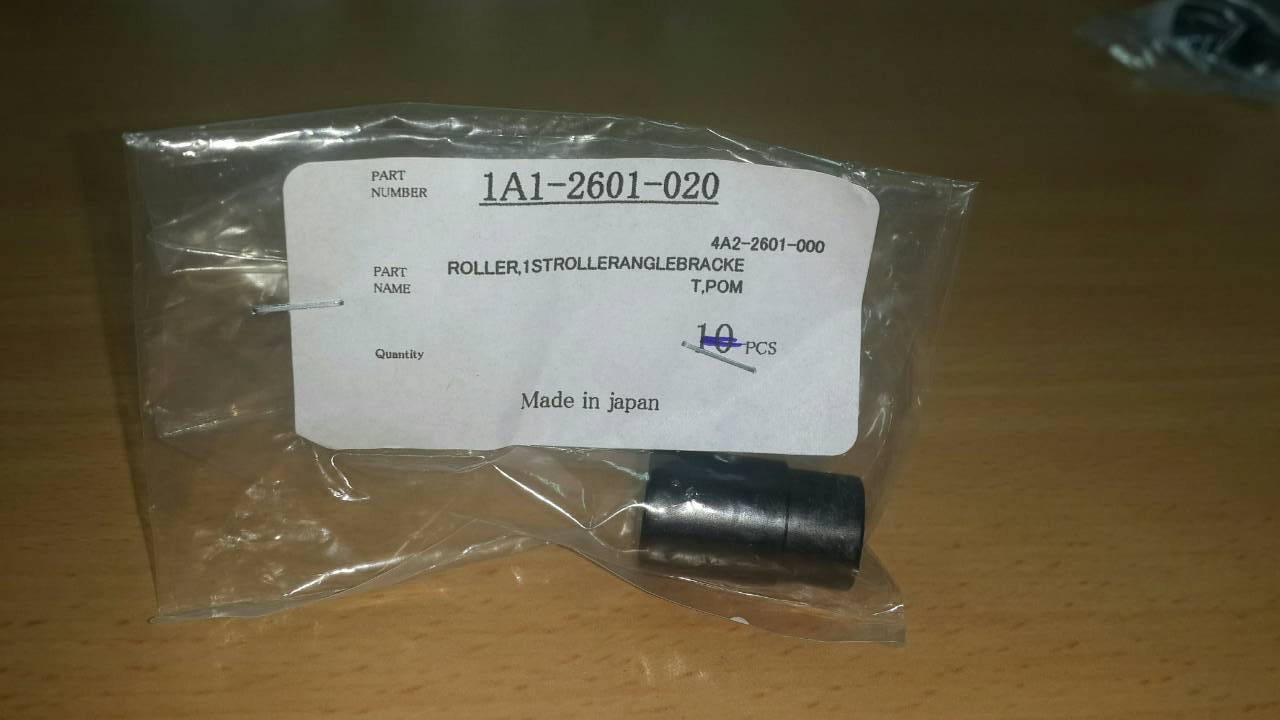 PART NUMBER 1A1-2601-020
4A2-2601-000
PART NAME ROLLER,1STROLLERANGLEBRACKE
T,POM
Quantity 10 PCS
Made in japan